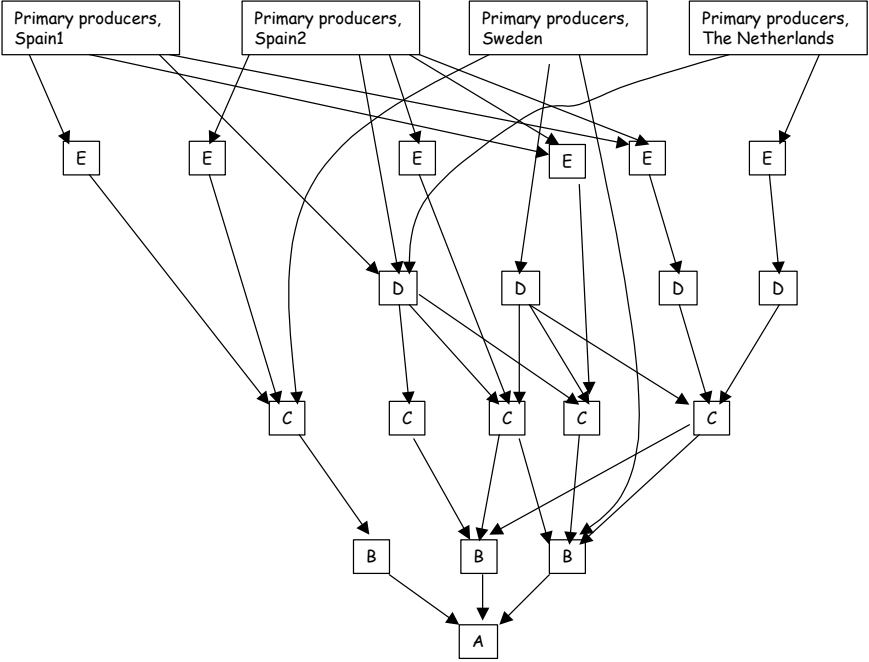 Primary producers,
Spain1
Primary producers,
Spain2
Primary producers,
Sweden
Primary producers,
The Netherlands
E
E
E
E
E
E
D
D
D
D
C
C
C
C
C
B
B
B
A